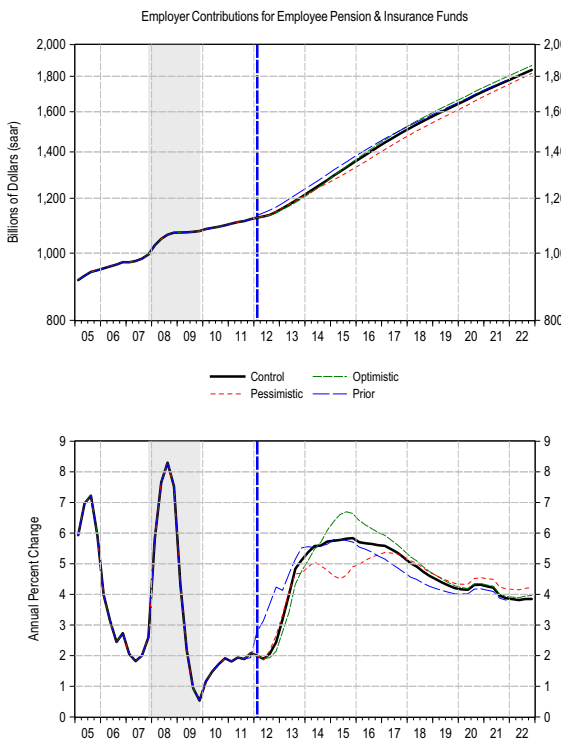 Employer Contributions for Employee Pension & Insurance Funds
Billions of Dollars (saar)
2,000 2,00
1,800 1,80
1,600 1,60
1,400 1,40
1,200 1,20
1,000 1,00
800 800
05 06 07 08 09 10 11 12 13 14 15 16 17 18 19 20 21 22
Control Optimistic
Pessimistic Prior
Annual Percent Change
9 9
8 8
7 7
6 6
5 5
4 4
3 3
2 2
1 1
0 0
05 06 07 08 09 10 11 12 13 14 15 16 17 18 19 20 21 22